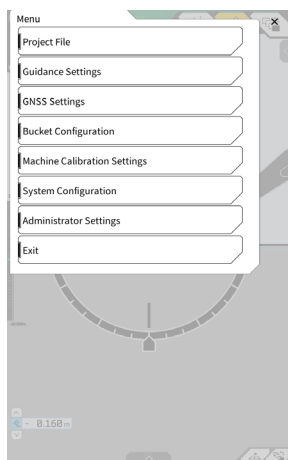 Menu
Project File
Guidance Settings
GNSS Settings
Bucket Configuration
Machine Calibration Settings
System Configuration
Administrator Settings
Exit
- 0.160 m